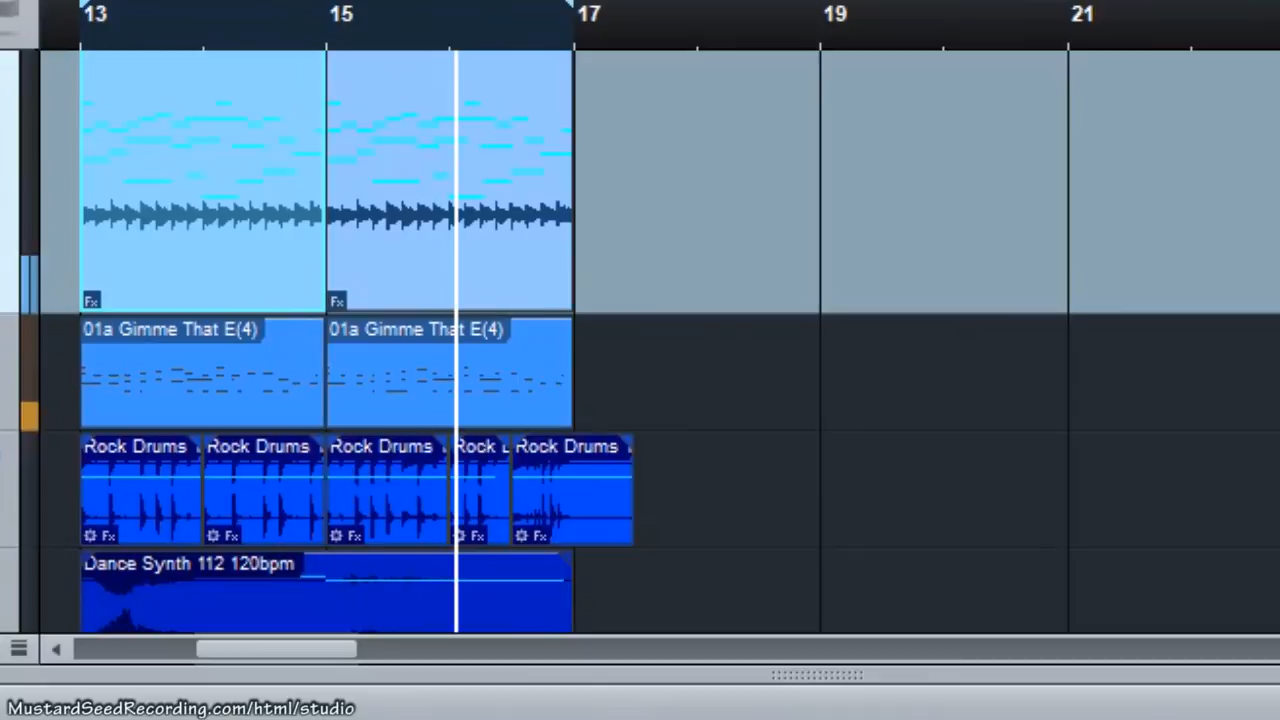 13 15 17 19 21
Fx Fx
01a Gimme That E(4) 01a Gimme That E(4)
Rock Drums Rock Drums Rock Drums Rock Rock Drums
Fx Fx Fx Fx Fx
Dance Synth 112 120bpm
MustardSeedRecording.com/html/studio